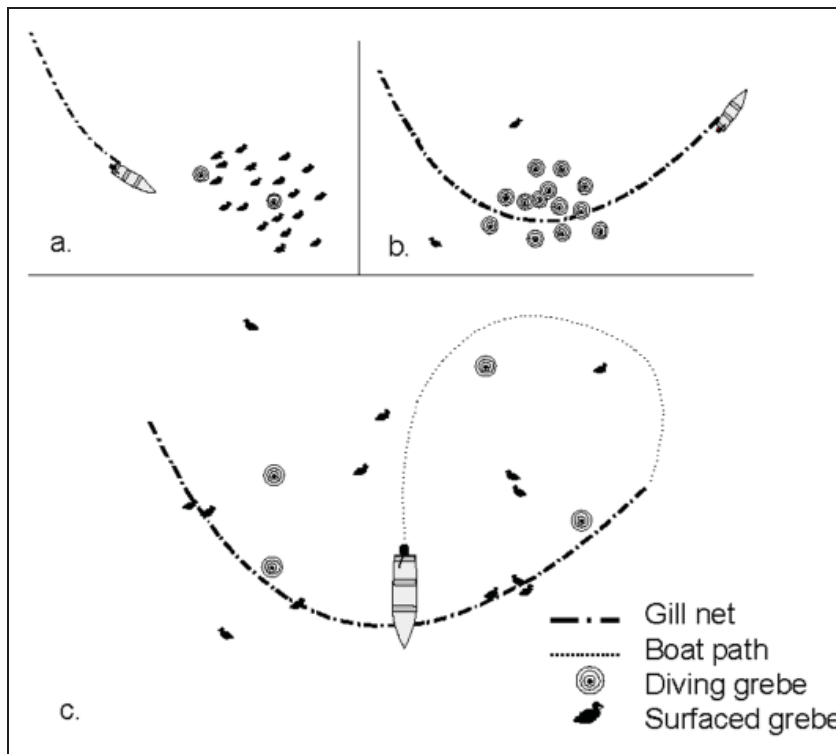 a.
b.
c.
Gill net
Boat path
Diving grebe
Surfaced grebe